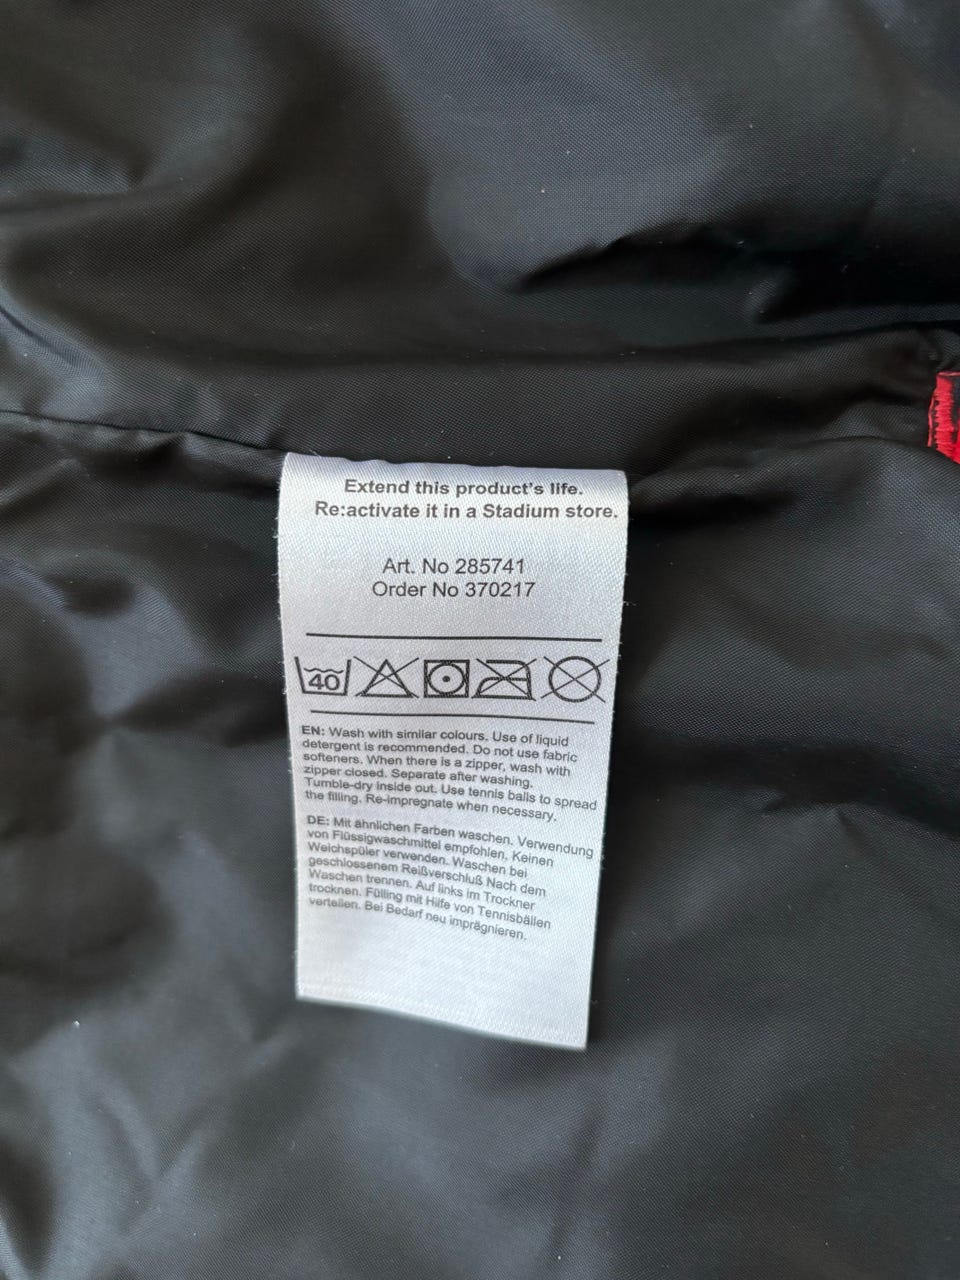 Extend this product's life.
Re:activate it in a Stadium store.
Art. No 285741
Order No 370217
40
EN: Wash with similar colours. Use of liquid
detergent is recommended. Do not use fabric
softeners. When there is a zipper, wash with
zipper closed. Separate after washing.
Tumble-dry inside out. Use tennis balls to spread
the filling. Re-impregnate when necessary.
DE: Mit ähnlichen Farben waschen. Verwendung
von Flüssigwaschmittel empfohlen. Keinen
Weichspüler verwenden. Waschen bei
geschlossenem Reißverschluß Nach dem
Waschen trennen. Auf links im Trockner
trocknen. Fülling mit Hilfe von Tennisbällen
verteilen. Bei Bedarf neu imprägnieren.